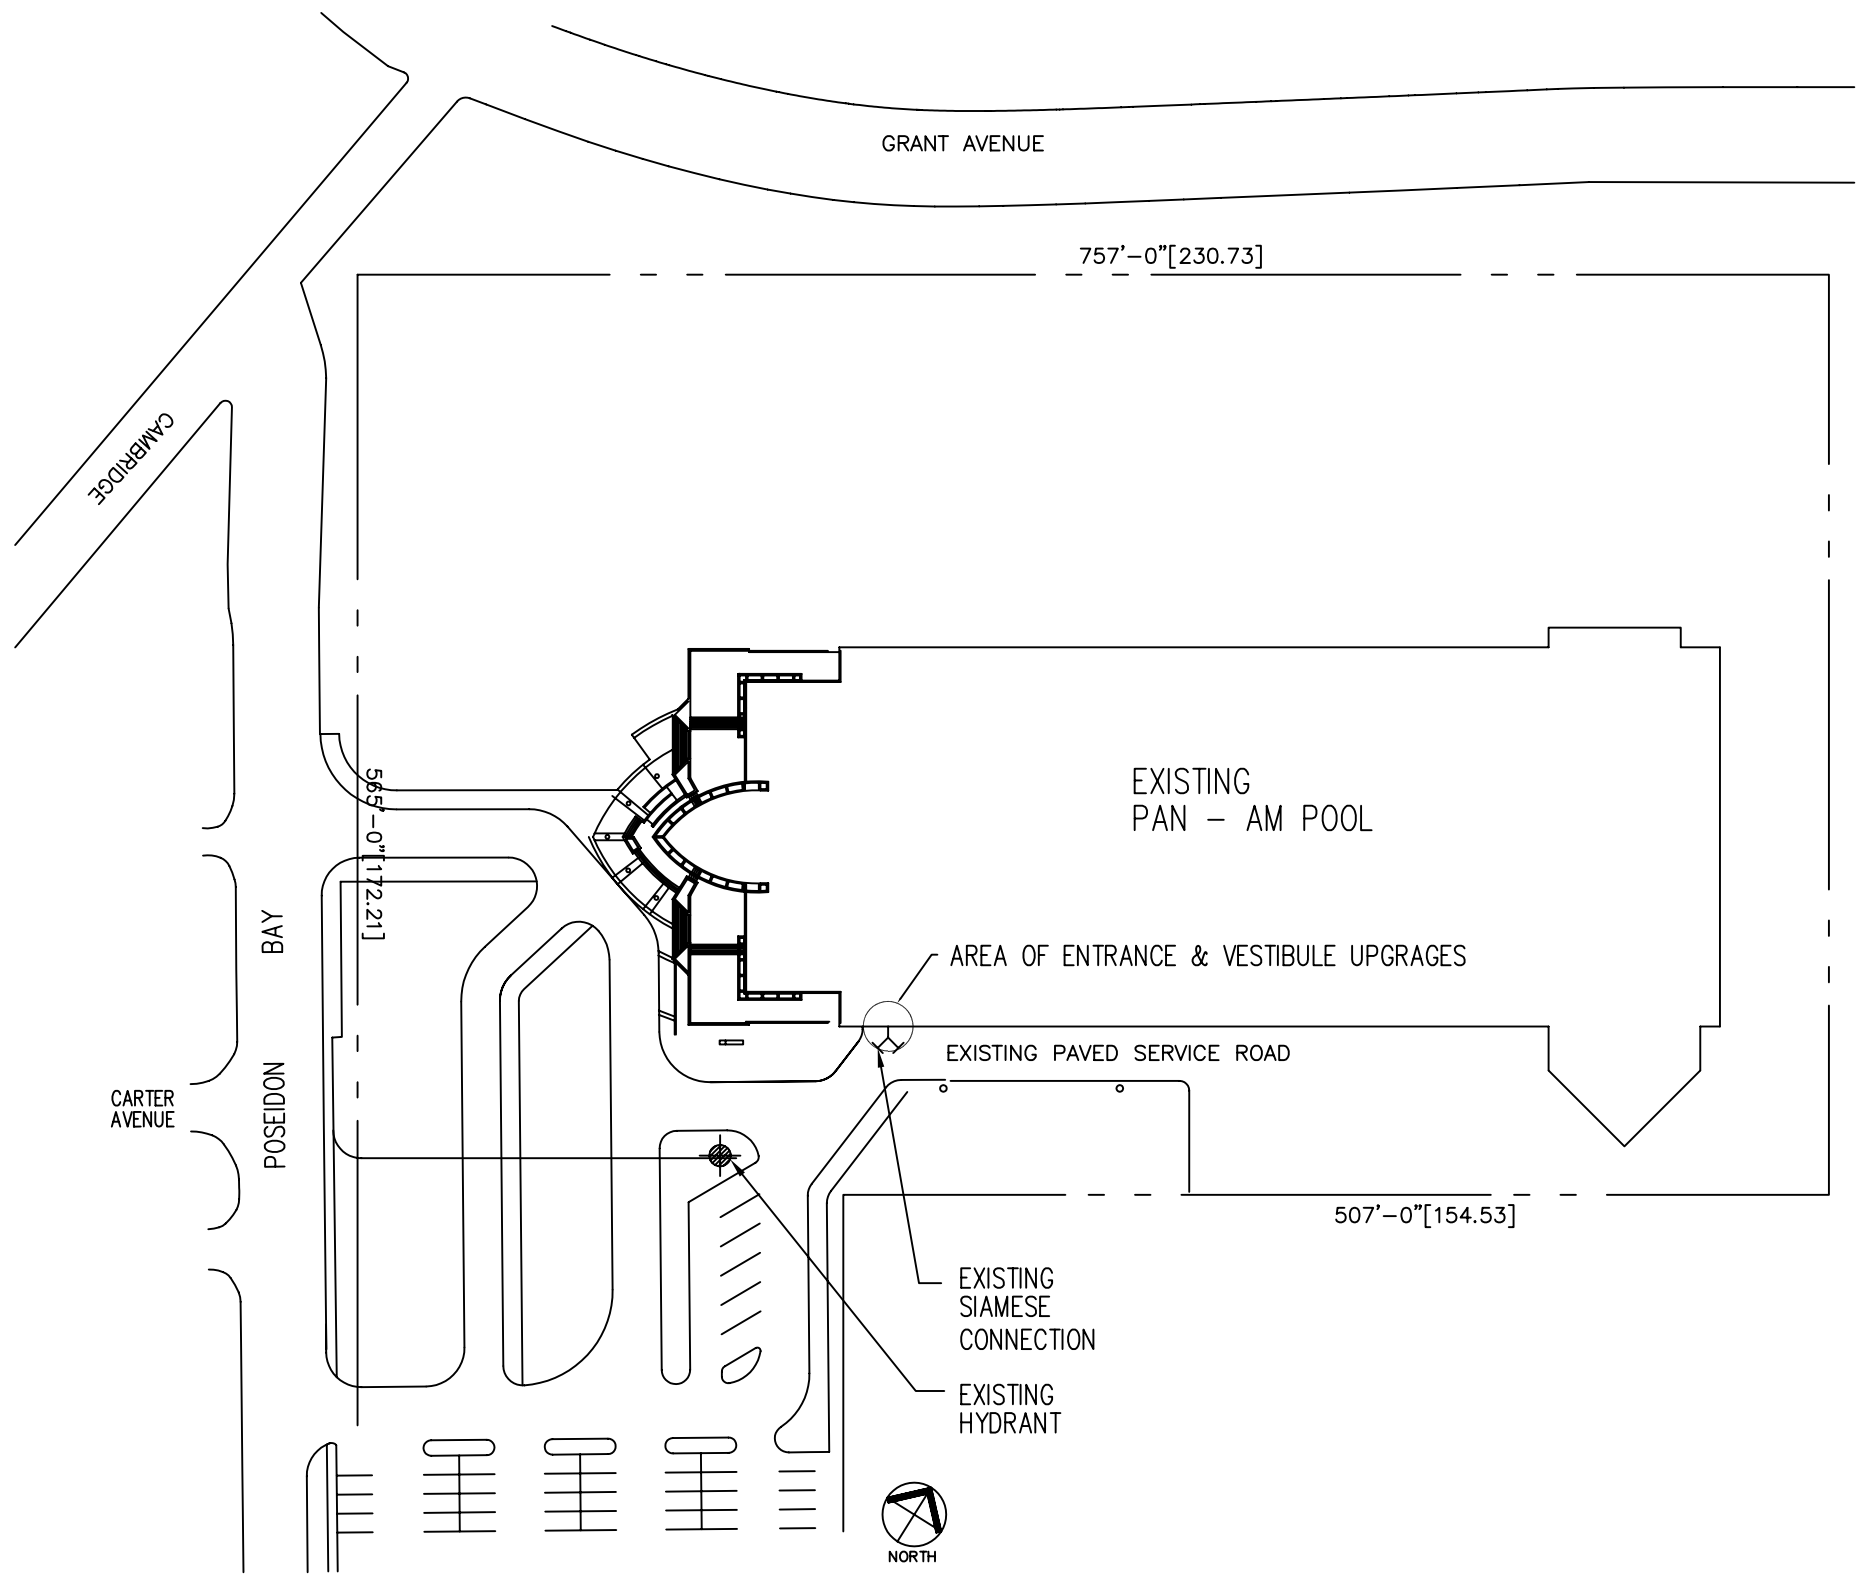 GRANT AVENUE
757'-0"[230.73]
CAMBRIDGE
565'-0"[172.21]
EXISTING
PAN - AM POOL
POSEIDON BAY
AREA OF ENTRANCE & VESTIBULE UPGRAGES
EXISTING PAVED SERVICE ROAD
CARTER
AVENUE
507'-0"[154.53]
EXISTING
SIAMESE
CONNECTION
EXISTING
HYDRANT
NORTH